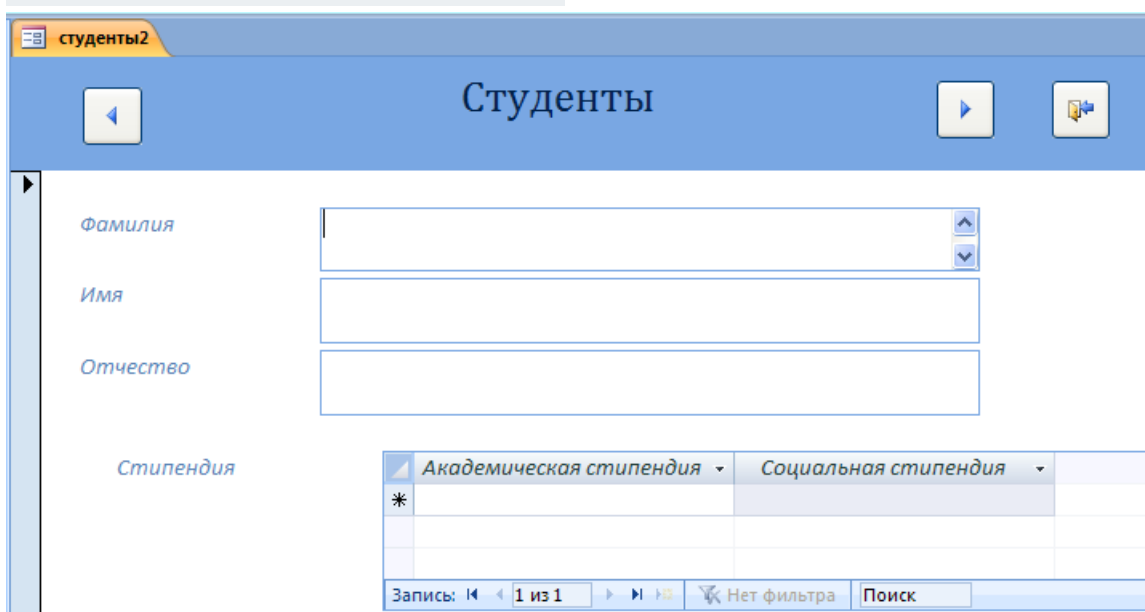 студенты2
Студенты
Фамилия
Имя
Отчество
Стипендия
Академическая стипендия Социальная стипендия
Запись: 1 из 1 Нет фильтра Поиск